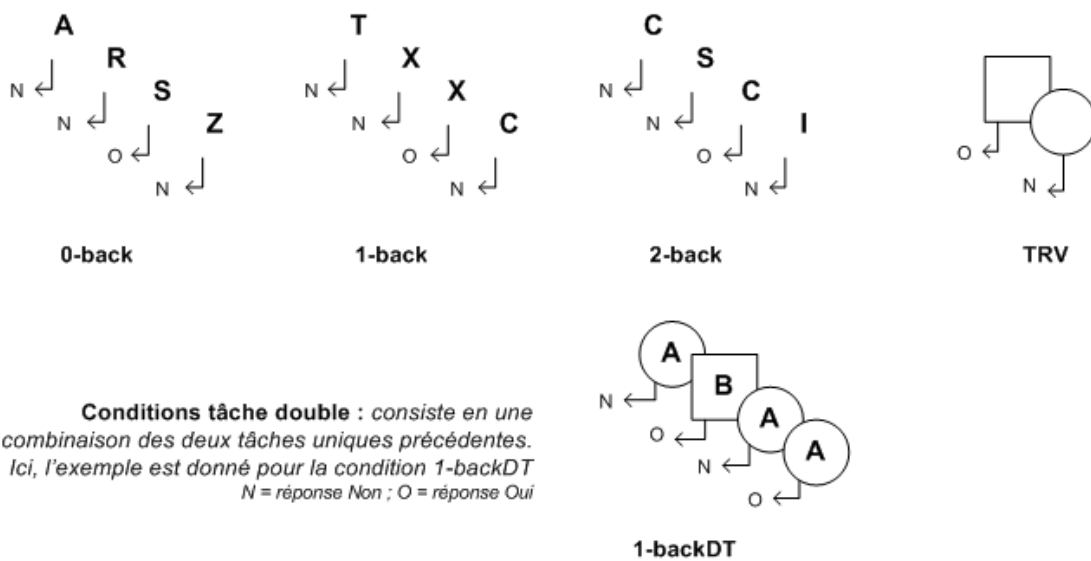 A
R
S
Z
N
N
O
N
0-back
T
X
X
C
N
N
O
N
1-back
C
S
C
I
N
N
O
N
2-back
O
N
TRV
Conditions tâche double : consiste en une
combinaison des deux tâches uniques précédentes.
Ici, l'exemple est donné pour la condition 1-backDT
N = réponse Non ; O = réponse Oui
A
B
A
A
N
O
N
O
1-backDT